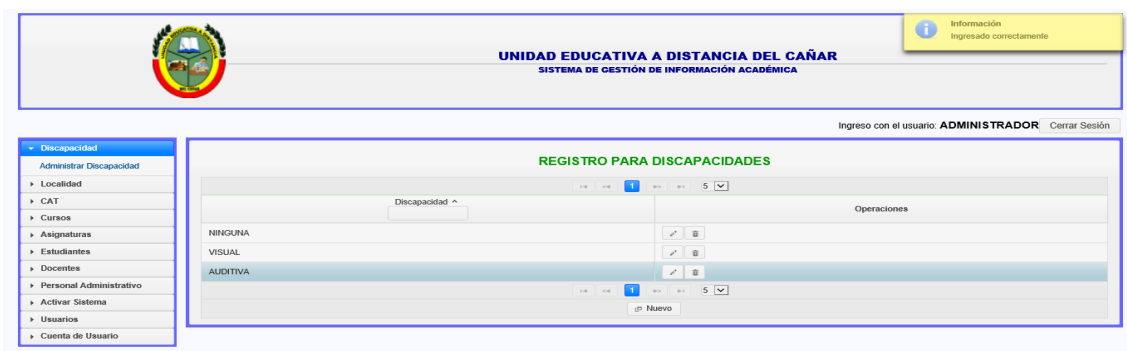 Información
Ingresado correctamente
UNIDAD EDUCATIVA A DISTANCIA DEL CAÑAR
SISTEMA DE GESTIÓN DE INFORMACIÓN ACADÉMICA
Ingreso con el usuario: ADMINISTRADOR Cerrar Sesión
Discapacidad
Administrar Discapacidad
Localidad
CAT
Cursos
Asignaturas
Estudiantes
Docentes
Personal Administrativo
Activar Sistema
Usuarios
Cuenta de Usuario
REGISTRO PARA DISCAPACIDADES
1 5
Discapacidad Operaciones
NINGUNA
VISUAL
AUDITIVA
1 5
Nuevo